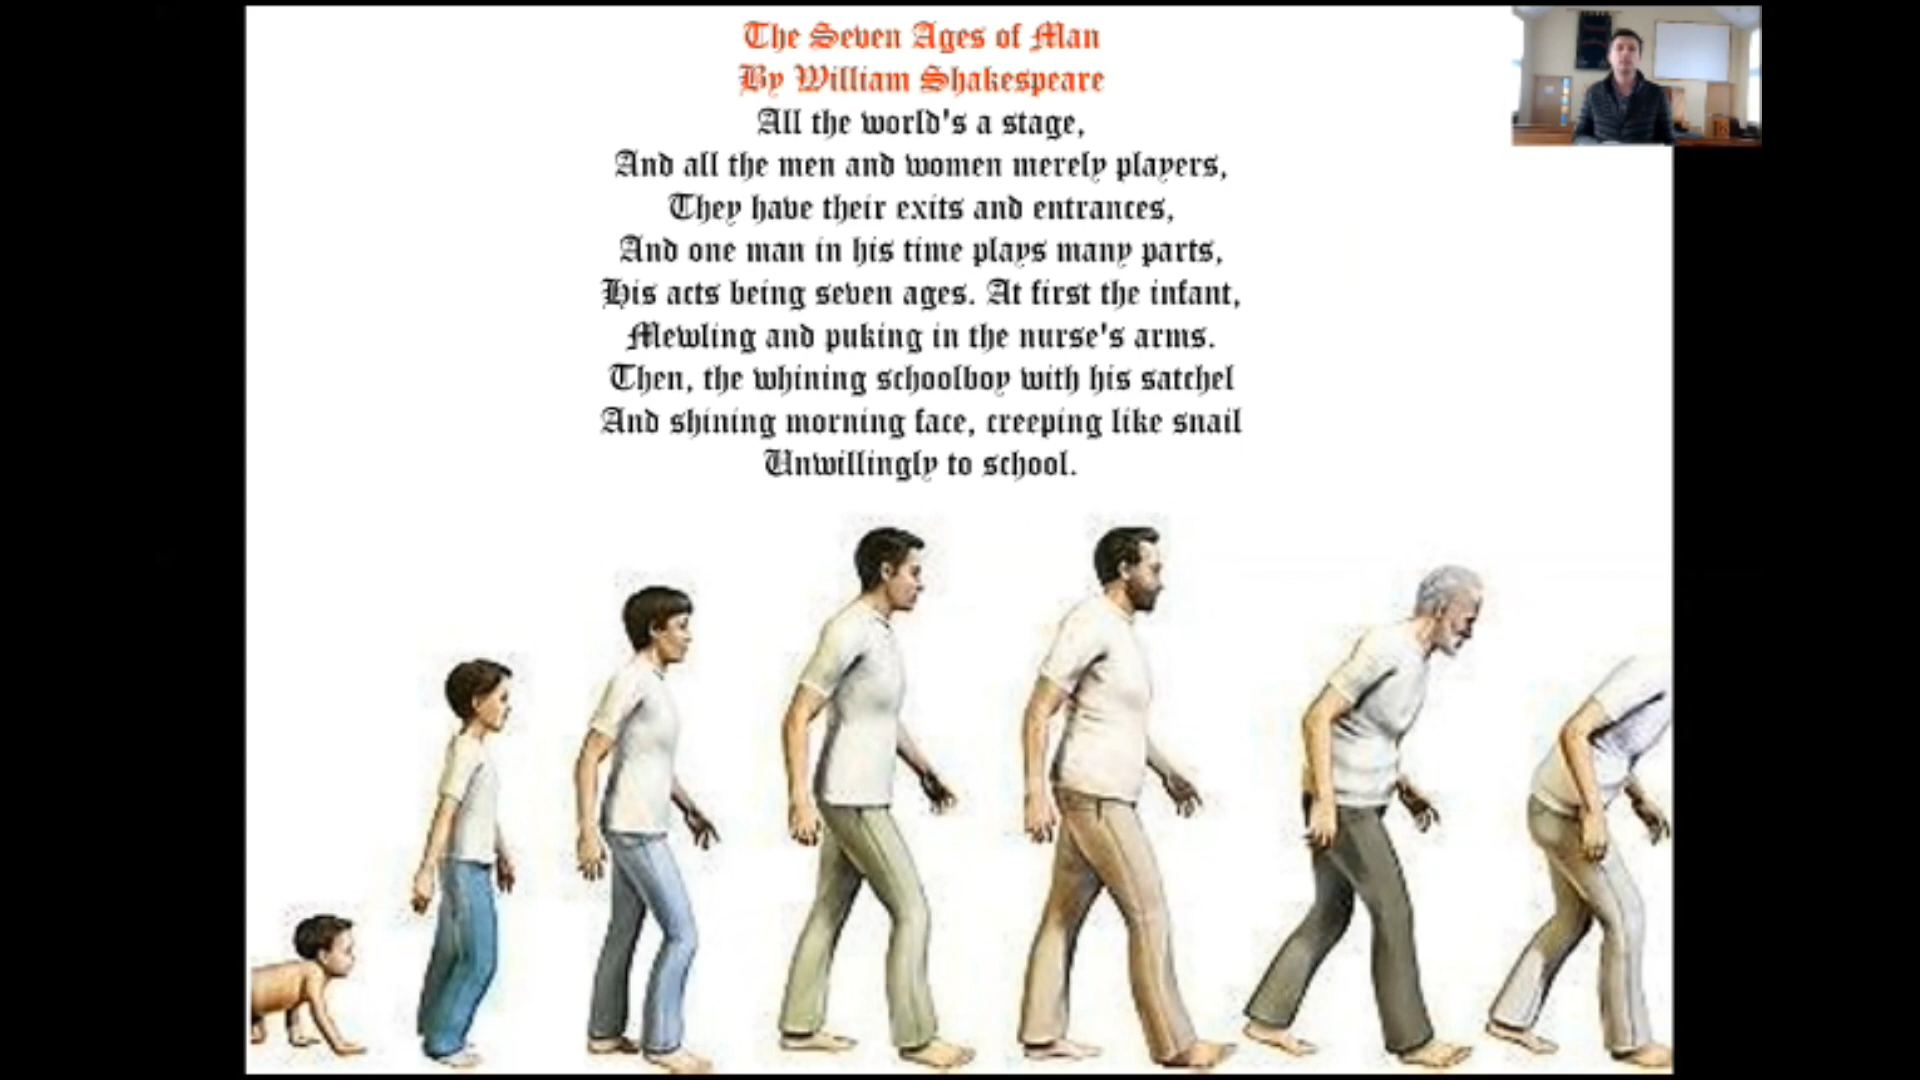 The Seven Ages of Man
By William Shakespeare
All the world's a stage,
And all the men and women merely players,
They have their exits and entrances,
And one man in his time plays many parts,
His acts being seven ages. At first the infant,
Mewling and puking in the nurse's arms.
Then, the whining schoolboy with his satchel
And shining morning face, creeping like snail
Unwillingly to school.